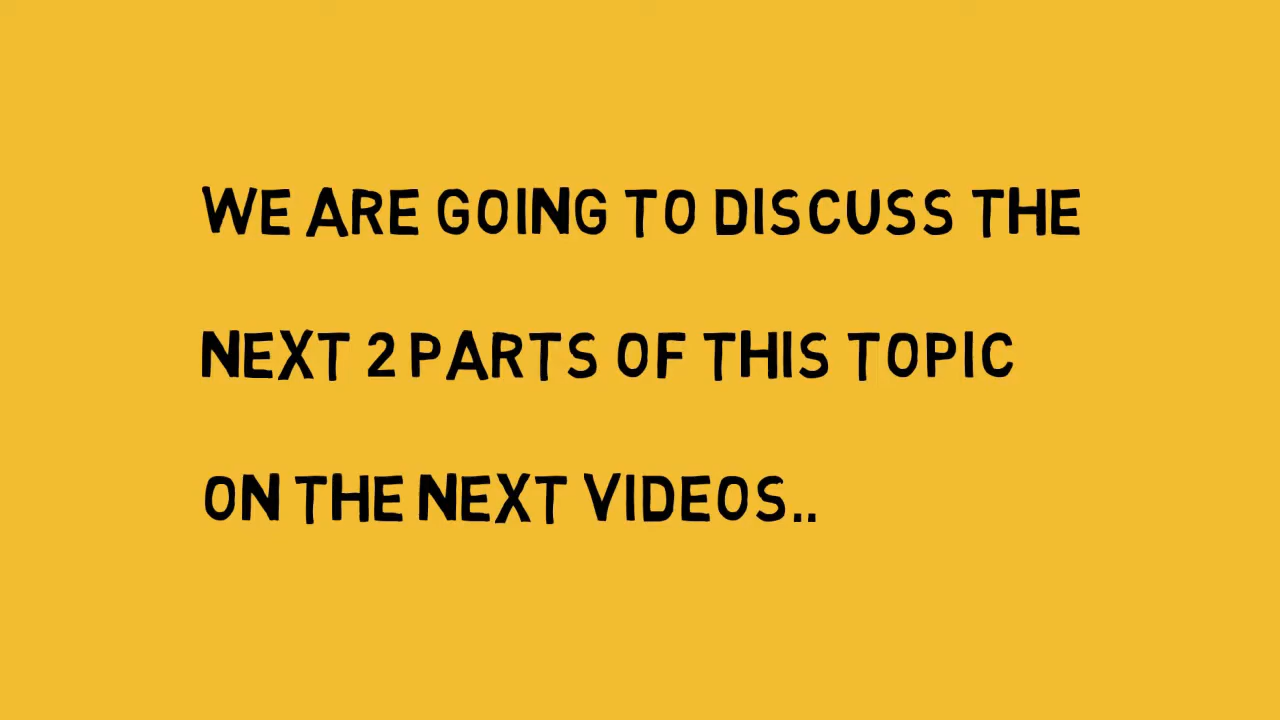 WE ARE GOING TO DISCUSS THE
NEXT 2 PARTS OF THIS TOPIC
ON THE NEXT VIDEOS..